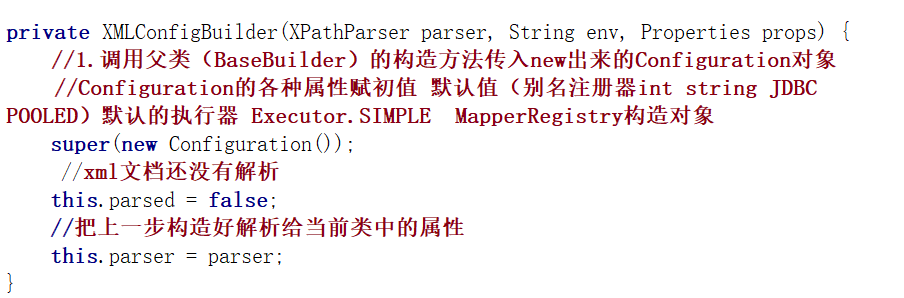 private XMLConfigBuilder(XPathParser parser, String env, Properties props) {
//1.调用父类（BaseBuilder）的构造方法传入new出来的Configuration对象
//Configuration的各种属性赋初值 默认值（别名注册器int string JDBC
POOLED）默认的执行器 Executor.SIMPLE  MapperRegistry构造对象
super(new Configuration());
//xml文档还没有解析
this.parsed = false;
//把上一步构造好解析给当前类中的属性
this.parser = parser;
}